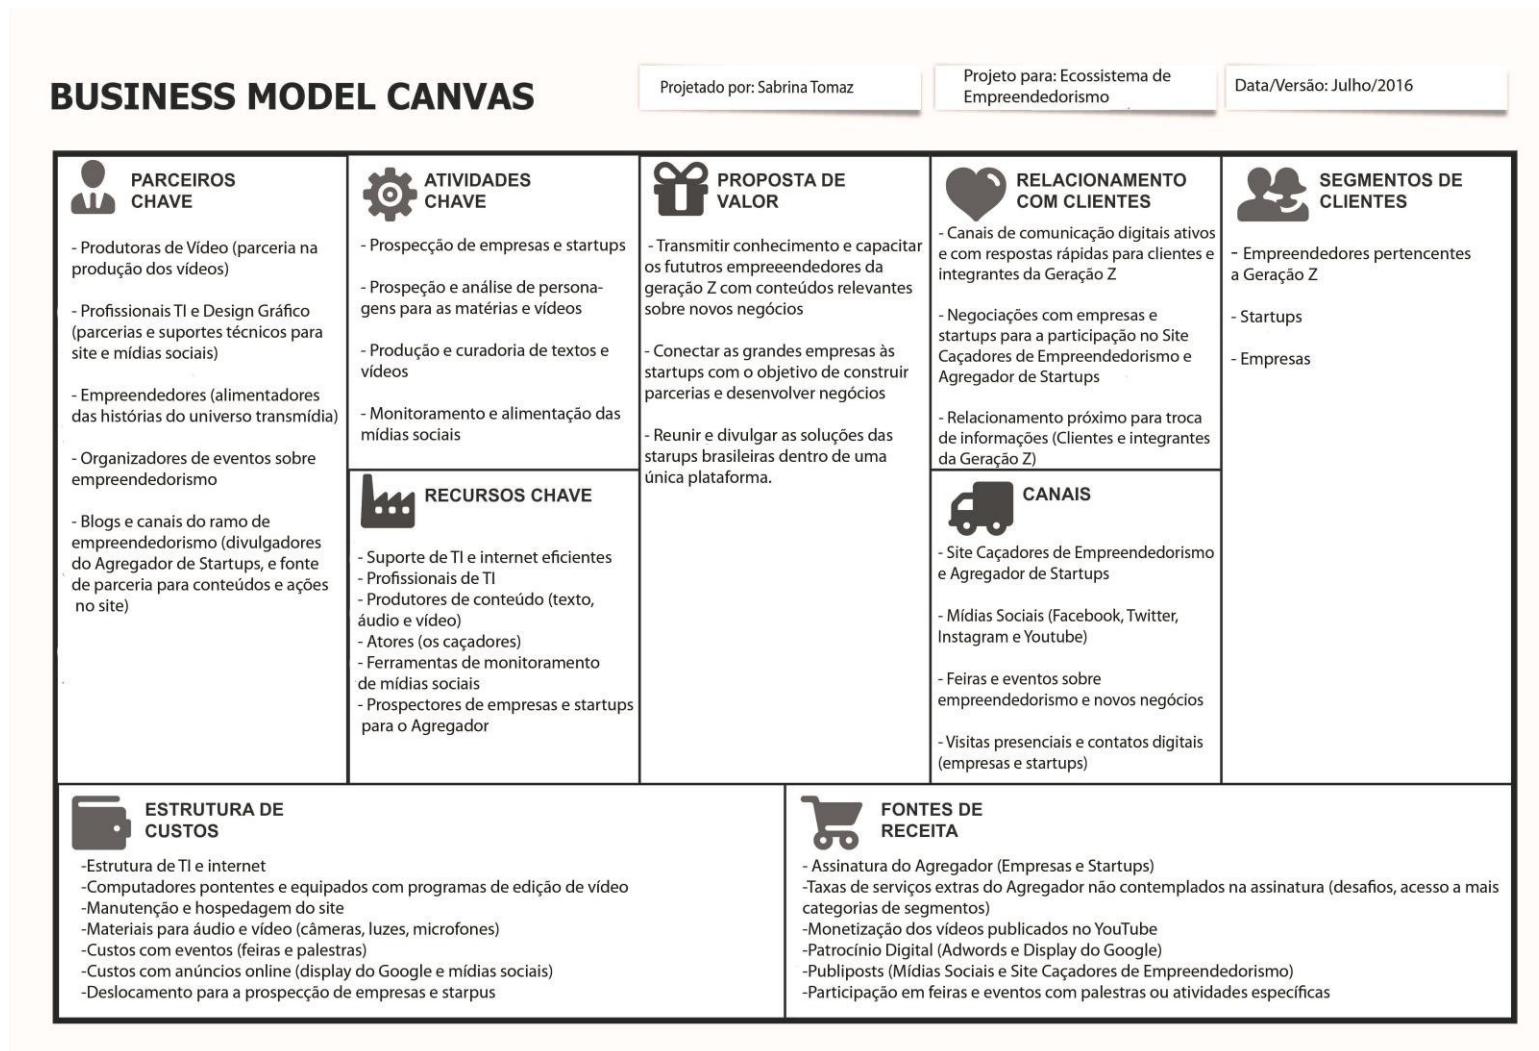 BUSINESS MODEL CANVAS
Projetado por: Sabrina Tomaz
Projeto para: Ecossistema de
Empreendedorismo
Data/Versão: Julho/2016
PARCEIROS
CHAVE
- Produtoras de Vídeo (parceria na
produção dos vídeos)
- Profissionais TI e Design Gráfico
(parcerias e suportes técnicos para
site e mídias sociais)
- Empreendedores (alimentadores
das histórias do universo transmídia)
- Organizadores de eventos sobre
empreendedorismo
- Blogs e canais do ramo de
empreendedorismo (divulgadores
do Agregador de Startups, e fonte
de parceria para conteúdos e ações
no site)
ATIVIDADES
CHAVE
- Prospecção de empresas e startups
- Prospeção e análise de persona-
gens para as matérias e vídeos
- Produção e curadoria de textos e
vídeos
- Monitoramento e alimentação das
mídias sociais
RECURSOS CHAVE
- Suporte de TI e internet eficientes
- Profissionais de TI
- Produtores de conteúdo (texto,
áudio e vídeo)
- Atores (os caçadores)
- Ferramentas de monitoramento
de mídias sociais
- Prospectores de empresas e startups
para o Agregador
PROPOSTA DE
VALOR
- Transmitir conhecimento e capacitar
os fututros empreeendedores da
geração Z com conteúdos relevantes
sobre novos negócios
- Conectar as grandes empresas às
startups com o objetivo de construir
parcerias e desenvolver negócios
- Reunir e divulgar as soluções das
starups brasileiras dentro de uma
única plataforma.
RELACIONAMENTO
COM CLIENTES
- Canais de comunicação digitais ativos
e com respostas rápidas para clientes e
integrantes da Geração Z
- Negociações com empresas e
startups para a participação no Site
Caçadores de Empreendedorismo e
Agregador de Startups
- Relacionamento próximo para troca
de informações (Clientes e integrantes
da Geração Z)
CANAIS
- Site Caçadores de Empreendedorismo
e Agregador de Startups
- Mídias Sociais (Facebook, Twitter,
Instagram e Youtube)
- Feiras e eventos sobre
empreendedorismo e novos negócios
- Visitas presenciais e contatos digitais
(empresas e startups)
SEGMENTOS DE
CLIENTES
- Empreendedores pertencentes
a Geração Z
- Startups
- Empresas
ESTRUTURA DE
CUSTOS
-Estrutura de TI e internet
-Computadores pontentes e equipados com programas de edição de vídeo
-Manutenção e hospedagem do site
-Materiais para áudio e vídeo (câmeras, luzes, microfones)
-Custos com eventos (feiras e palestras)
-Custos com anúncios online (display do Google e mídias sociais)
-Deslocamento para a prospecção de empresas e starpus
FONTES DE
RECEITA
- Assinatura do Agregador (Empresas e Startups)
-Taxas de serviços extras do Agregador não contemplados na assinatura (desafios, acesso a mais
categorias de segmentos)
-Monetização dos vídeos publicados no YouTube
-Patrocínio Digital (Adwords e Display do Google)
-Publiposts (Mídias Sociais e Site Caçadores de Empreendedorismo)
-Participação em feiras e eventos com palestras ou atividades específicas